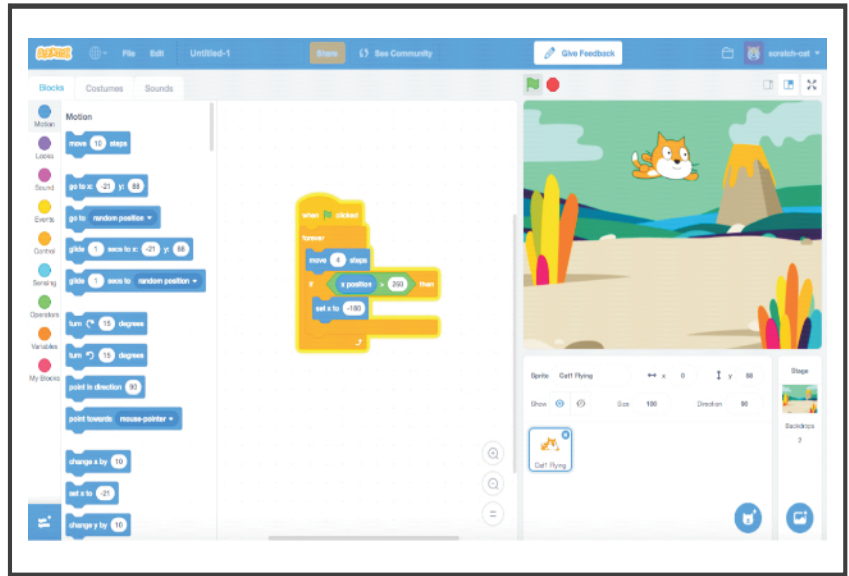 SCRATCH File Edit Untitled-1 Share See Community Give Feedback scratch-cat
Blocks Costumes Sounds
Motion
Looks
Sound
Events
Control
Sensing
Operators
Variables
My Blocks
Motion
move 10 steps
go to x: -21 y: 88
go to random position
glide 1 secs to x: -21 y: 88
glide 1 secs to random position
turn 15 degrees
turn 15 degrees
point in direction 90
point towards mouse-pointer
change x by 10
set x to -21
change y by 10
when clicked
forever
move 4 steps
if x position > 260 then
set x to -180
Sprite Cat1 Flying x 0 y 88
Show Size 100 Direction 90
Cat1 Flying
Stage
Backdrops
2